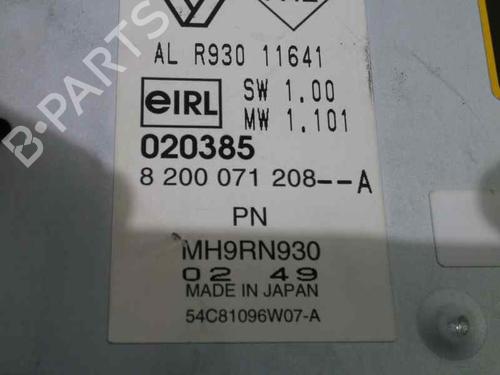 AL R930 11641
eIRL
SW 1.00
MW 1.101
020385
8 200 071 208--A
PN
MH9RN930
02 49
MADE IN JAPAN
54C81096W07-A
B-PARTS